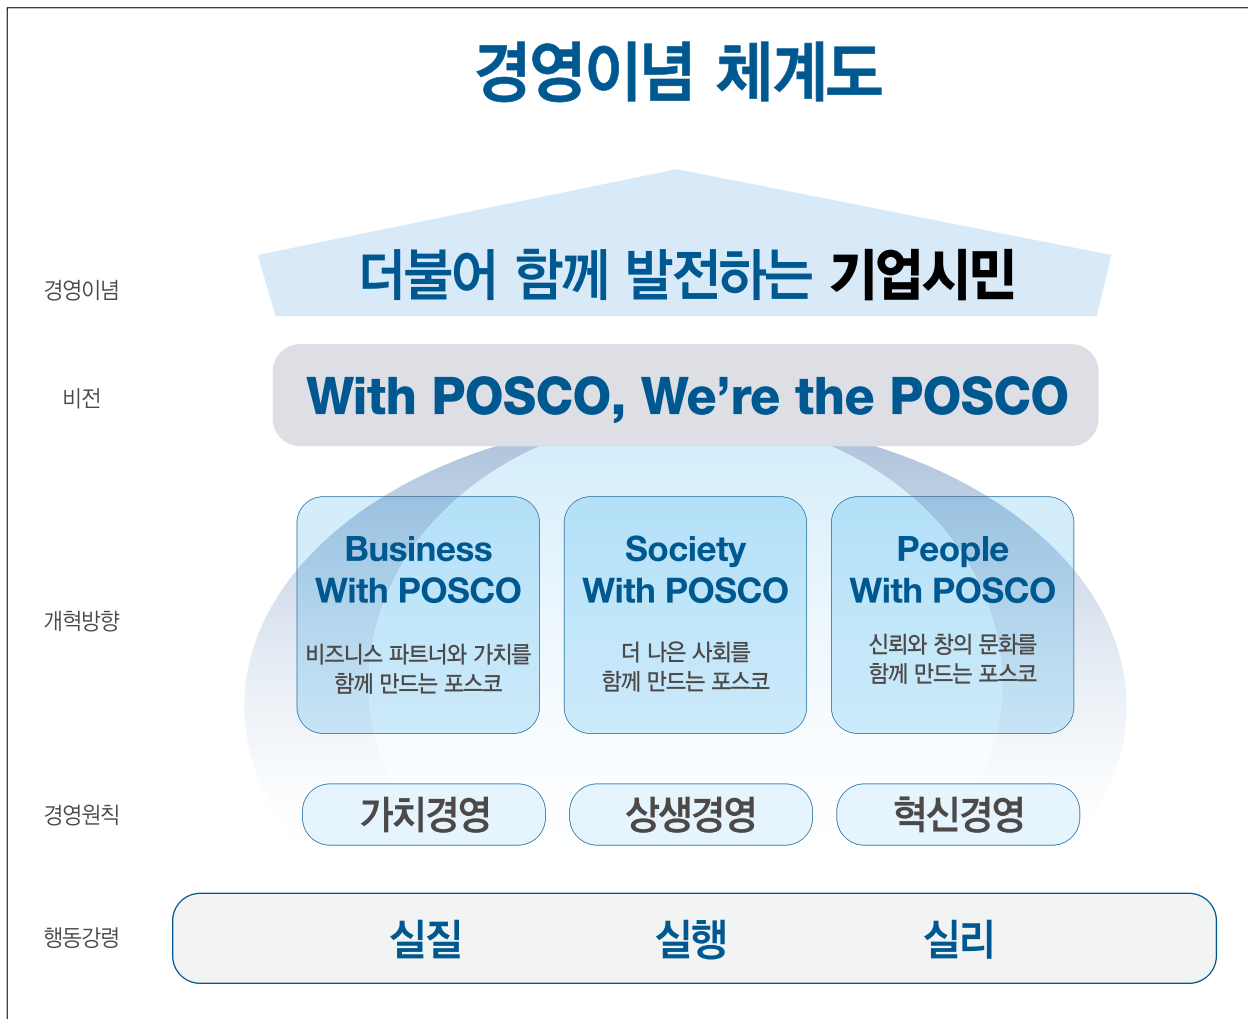 경영이념 체계도
경영이념
더불어 함께 발전하는 기업시민
비전
With POSCO, We're the POSCO
개혁방향
Business
With POSCO
비즈니스 파트너와 가치를
함께 만드는 포스코
Society
With POSCO
더 나은 사회를
함께 만드는 포스코
People
With POSCO
신뢰와 창의 문화를
함께 만드는 포스코
경영원칙
가치경영
상생경영
혁신경영
행동강령
실질
실행
실리